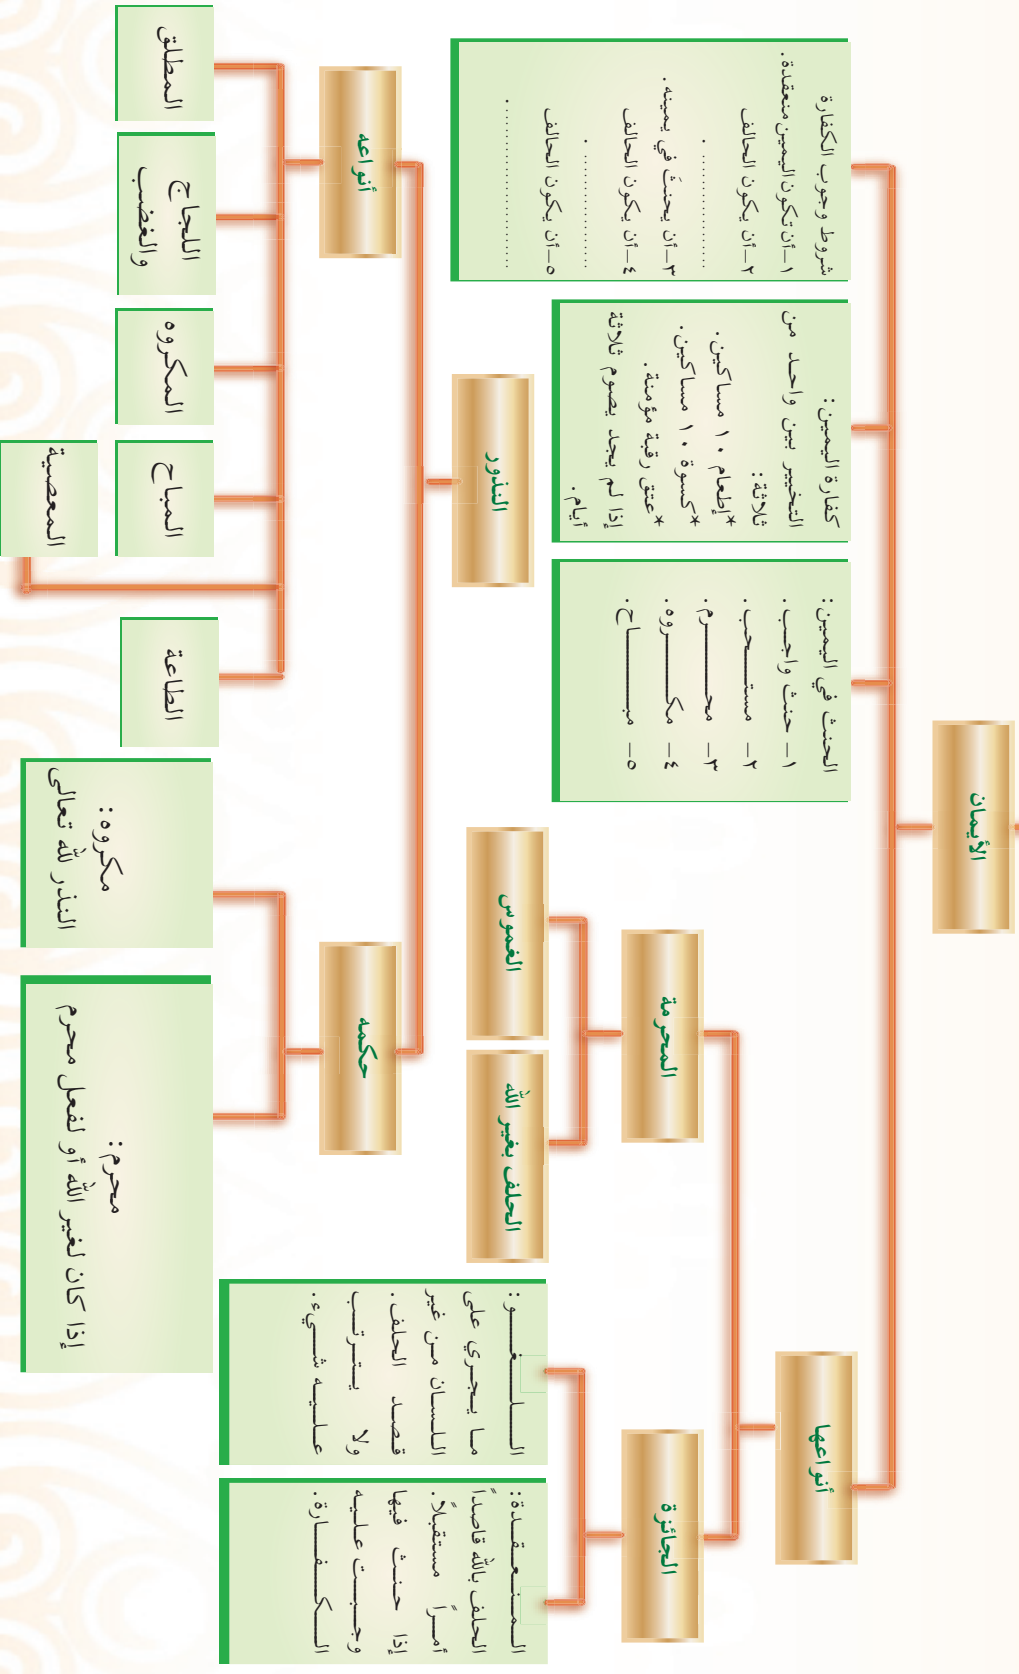 الأيمان
أنواعها
الجائزة
المنعقدة:
الحلف بالله قاصداً
أمراً مستقبلاً.
إذا حنث فيها
وجبت عليه
الكفارة.
اللغو:
ما يجري على
اللسان من غير
قصد الحلف.
ولا يترتب
عليه شيء.
المحرمة
الحلف بغير الله
الغموس
الحنث في اليمين:
١- حنث واجب.
٢- مستحب.
٣- محرم.
٤- مكروه.
٥- مباح.
كفارة اليمين:
التخيير بين واحد من
ثلاثة:
*إطعام ١٠ مساكين.
*كسوة ١٠ مساكين.
*عتق رقبة مؤمنة.
إذا لم يجد يصوم ثلاثة
أيام.
شروط وجوب الكفارة
١-أن تكون اليمين منعقدة.
٢-أن يكون الحالف
........................ .
٣-أن يحنثَ في يمينه.
٤-أن يكون الحالف
........................ .
٥-أن يكون الحالف
........................ .
النذور
حكمه
محرم:
إذا كان لغير الله أو لفعل محرم
مكروه:
النذر لله تعالى
أنواعه
الطاعة
المعصية
المباح
المكروه
اللجاج
والغضب
المطلق